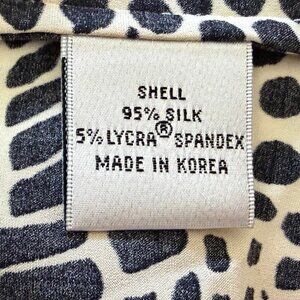 SHELL
95% SILK
5% LYCRA® SPANDEX
MADE IN KOREA